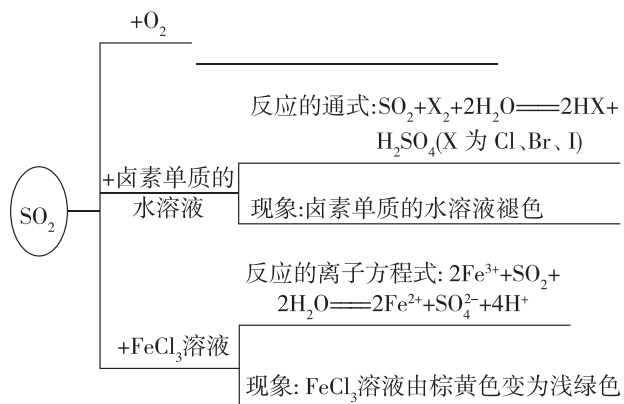 +O₂
反应的通式:SO₂+X₂+2H₂O══2HX+
H₂SO₄(X 为 Cl、Br、I)
+卤素单质的
水溶液
现象:卤素单质的水溶液褪色
SO₂
反应的离子方程式: 2Fe³⁺+SO₂+
2H₂O══2Fe²⁺+SO₄²⁻+4H⁺
+FeCl₃溶液
现象: FeCl₃溶液由棕黄色变为浅绿色